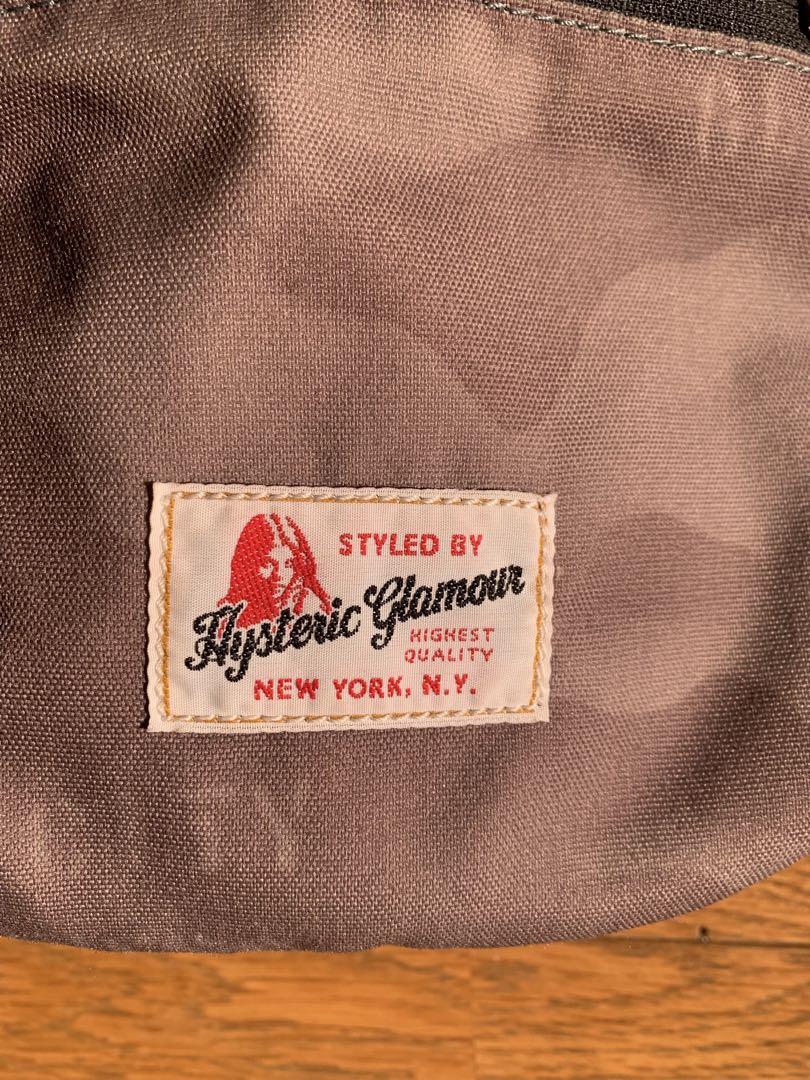 STYLED BY
Hysteric Glamour
HIGHEST
QUALITY
NEW YORK, N.Y.